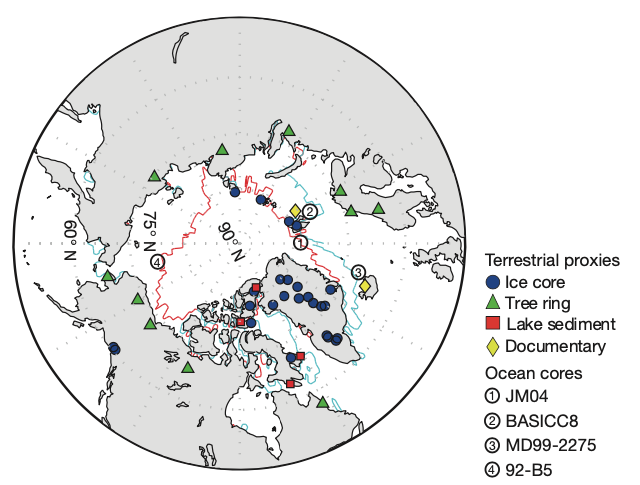 60° N
75° N
90° N
2
1
3
4
Terrestrial proxies
Ice core
Tree ring
Lake sediment
Documentary
Ocean cores
1 JM04
2 BASICC8
3 MD99-2275
4 92-B5